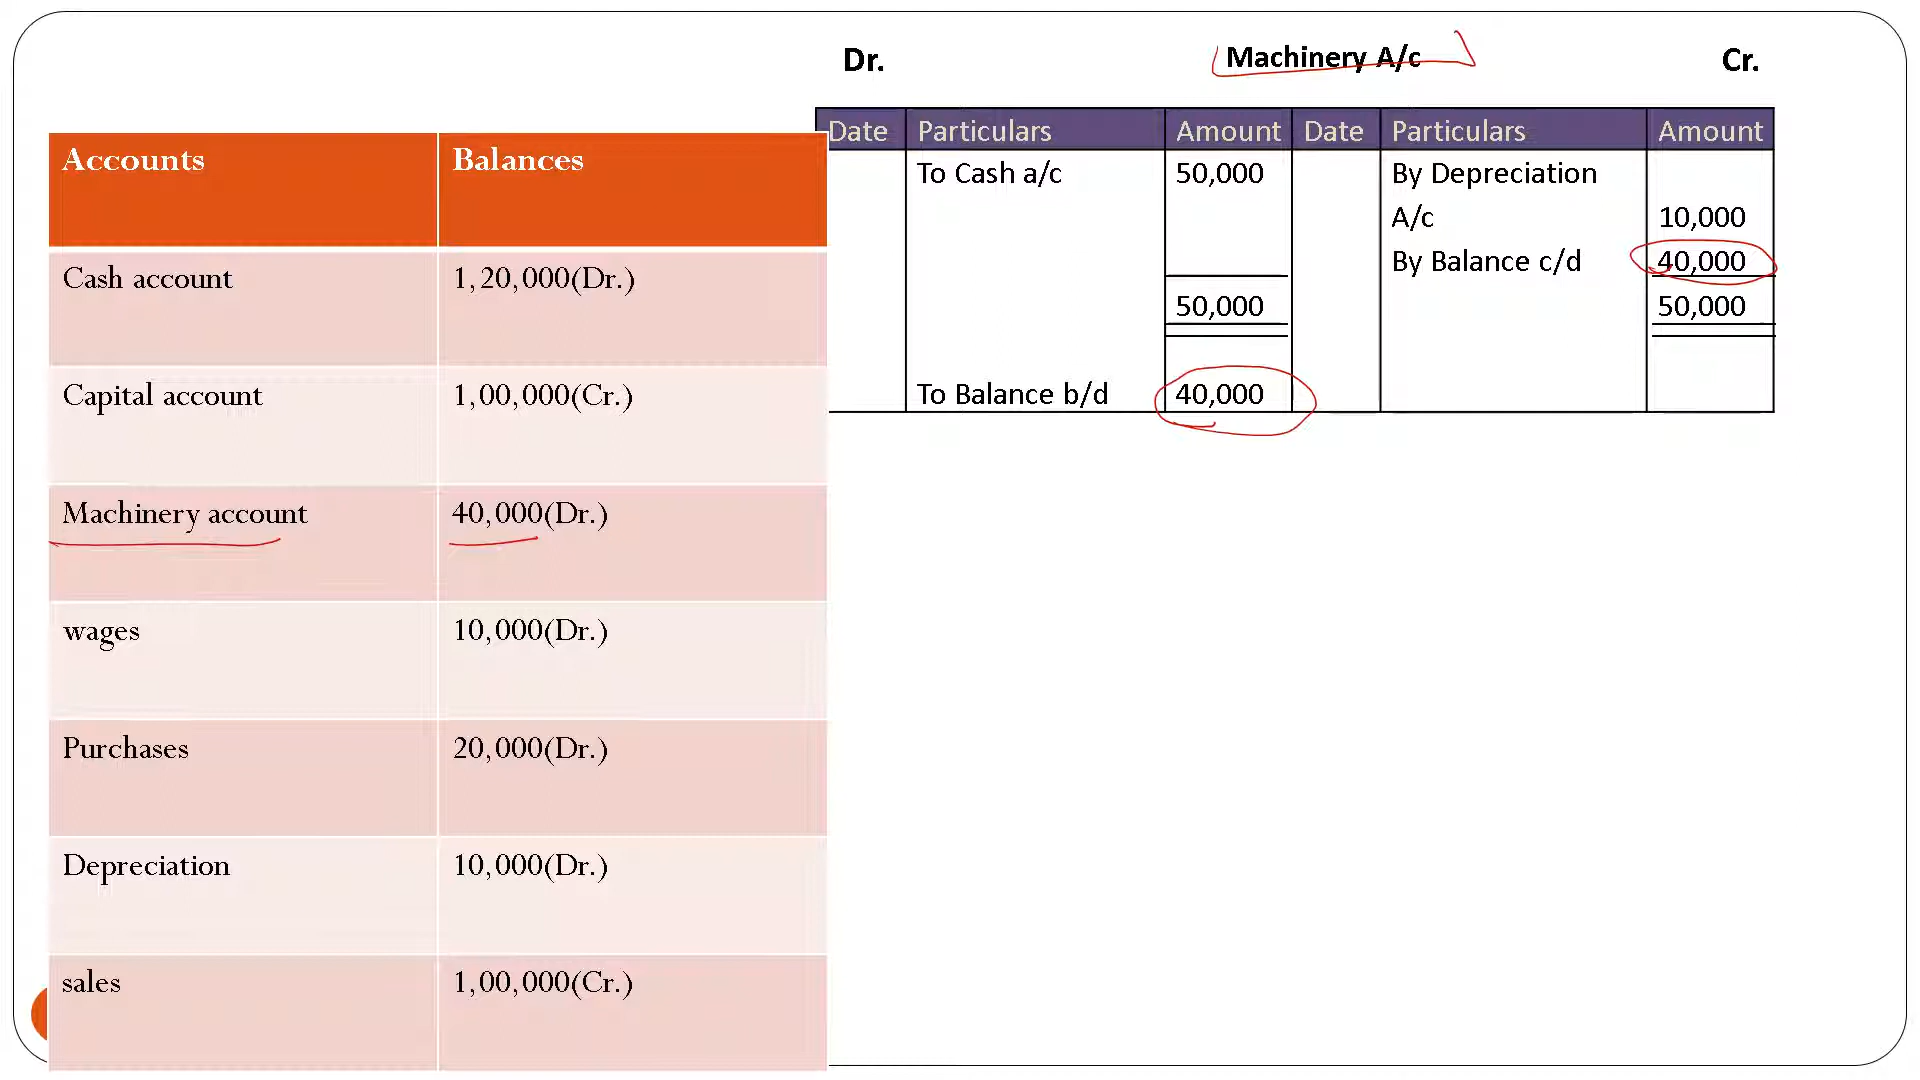 Dr. Machinery A/c Cr.
Date Particulars Amount Date Particulars Amount
To Cash a/c 50,000 By Depreciation
A/c 10,000
By Balance c/d 40,000
50,000 50,000
To Balance b/d 40,000
Accounts Balances
Cash account 1,20,000(Dr.)
Capital account 1,00,000(Cr.)
Machinery account 40,000(Dr.)
wages 10,000(Dr.)
Purchases 20,000(Dr.)
Depreciation 10,000(Dr.)
sales 1,00,000(Cr.)